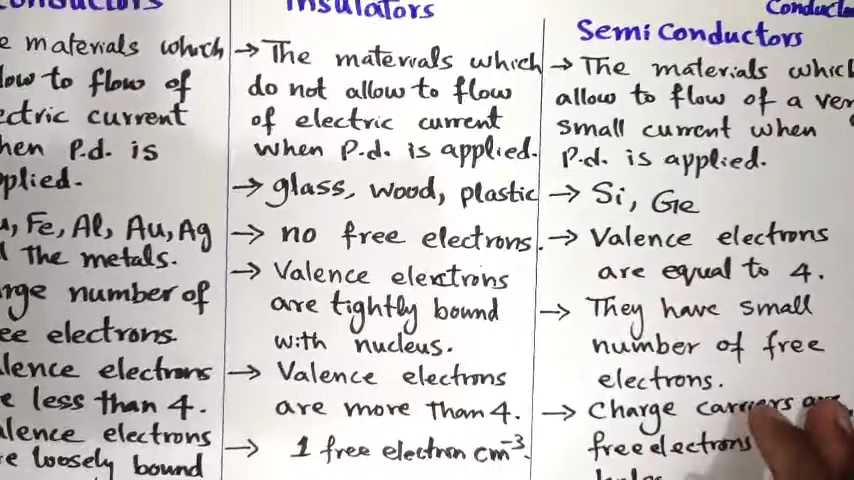 Insulators
Conduct
Semi Conductors
materials which
low to flow of
ectric current
hen P.d. is
plied.
u, Fe, Al, Au, Ag
the metals.
rge number of
ee electrons.
lence electrons
e less than 4.
alence electrons
e loosely bound
→ The materials which
do not allow to flow
of electric current
when P.d. is applied.
→ glass, wood, plastic
→ no free electrons.
→ Valence elextrons
are tightly bound
with nucleus.
→ Valence electrons
are more than 4.
→ 1 free electron cm⁻³.
→ The materials which
allow to flow of a ver
small current when
P.d. is applied.
→ Si, Ge
→ Valence electrons
are equal to 4.
→ They have small
number of free
electrons.
→ Charge carriers are
free electrons